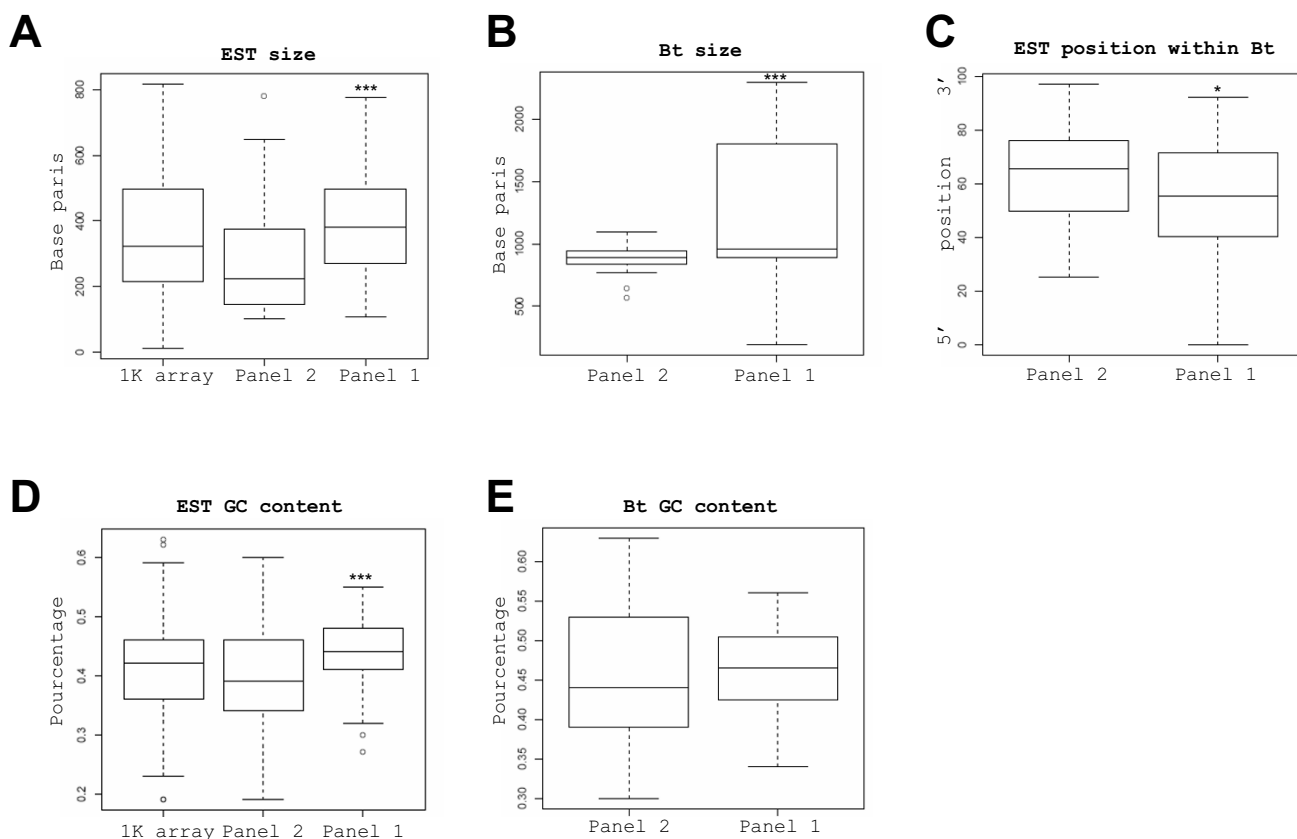 A
EST size
Base paris
0
200
400
600
800
***
1K array Panel 2 Panel 1
B
Bt size
Base paris
500
1000
1500
2000
***
Panel 2 Panel 1
C
EST position within Bt
5' position 3'
0
20
40
60
80
100
*
Panel 2 Panel 1
D
EST GC content
Pourcentage
0.2
0.3
0.4
0.5
0.6
***
1K array Panel 2 Panel 1
E
Bt GC content
Pourcentage
0.30
0.35
0.40
0.45
0.50
0.55
0.60
Panel 2 Panel 1